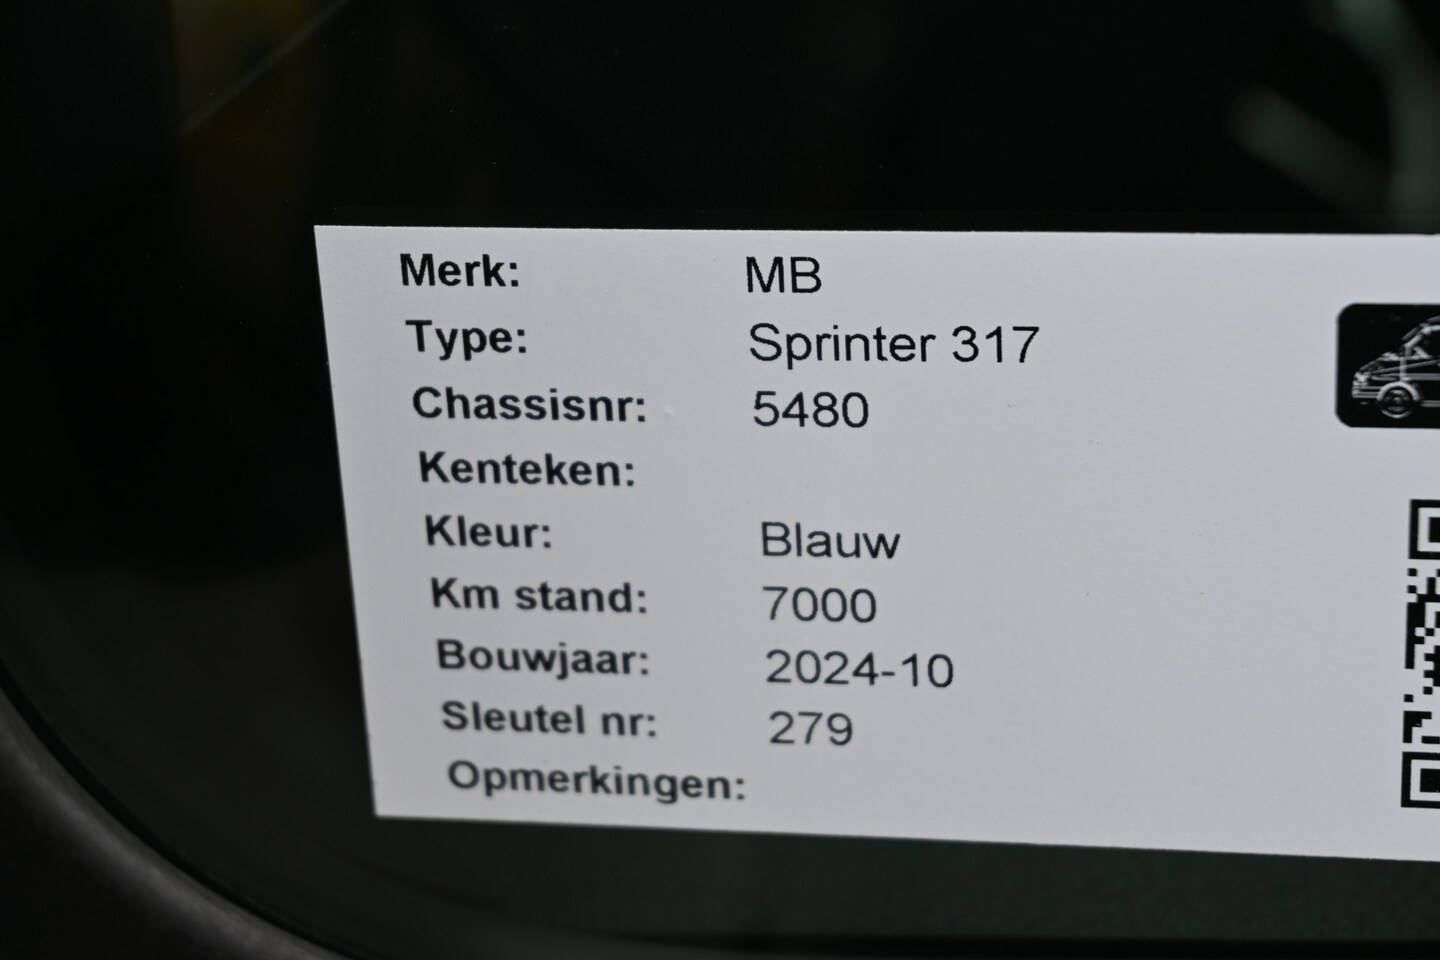 Merk: MB
Type: Sprinter 317
Chassisnr: 5480
Kenteken:
Kleur: Blauw
Km stand: 7000
Bouwjaar: 2024-10
Sleutel nr: 279
Opmerkingen: